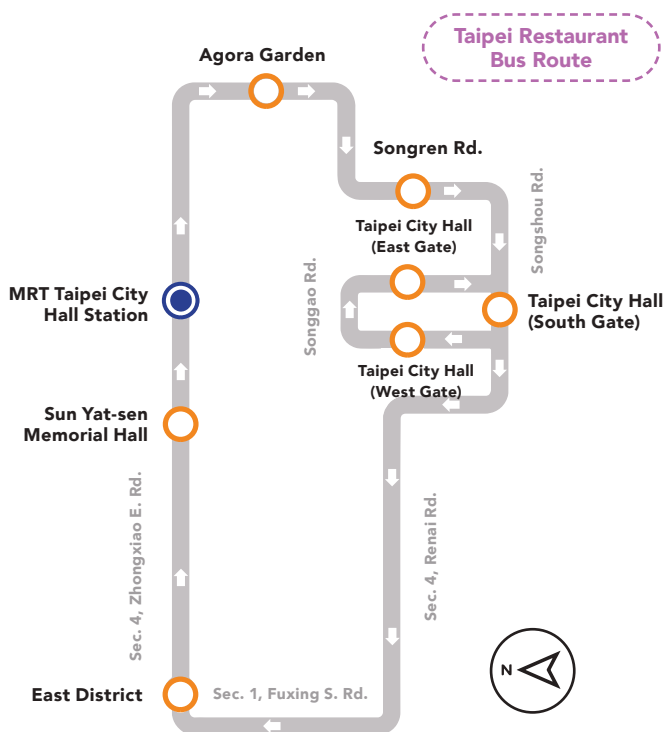 Taipei Restaurant
Bus Route
Agora Garden
Songren Rd.
Taipei City Hall
(East Gate)
Songshou Rd.
Songgao Rd.
MRT Taipei City
Hall Station
Taipei City Hall
(South Gate)
Taipei City Hall
(West Gate)
Sun Yat-sen
Memorial Hall
Sec. 4, Zhongxiao E. Rd.
Sec. 4, Renai Rd.
East District
Sec. 1, Fuxing S. Rd.
N